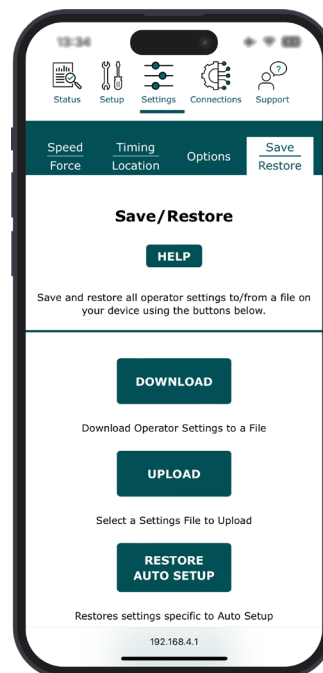 13:34
Status Setup Settings Connections Support
Speed Force
Timing Location
Options
Save Restore
Save/Restore
HELP
Save and restore all operator settings to/from a file on
your device using the buttons below.
DOWNLOAD
Download Operator Settings to a File
UPLOAD
Select a Settings File to Upload
RESTORE
AUTO SETUP
Restores settings specific to Auto Setup
192.168.4.1